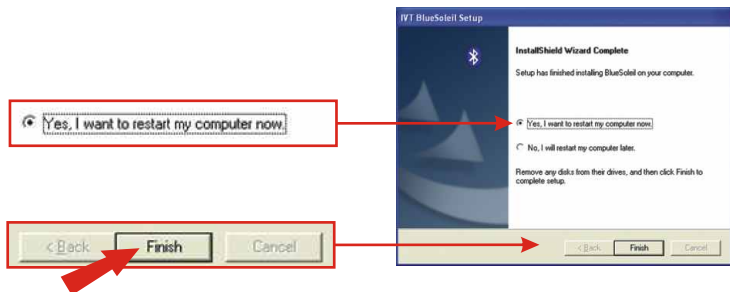 Yes, I want to restart my computer now.
< Back Finish Cancel
IVT BlueSoleil Setup
InstallShield Wizard Complete
Setup has finished installing BlueSoleil on your computer.
Yes, I want to restart my computer now.
No, I will restart my computer later.
Remove any disks from their drives, and then click Finish to
complete setup.
< Back Finish Cancel